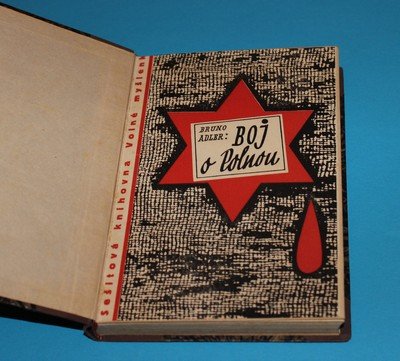 Sešitová knihovna Volné myšlenky
BRUNO
ADLER: BOJ
o Polnou